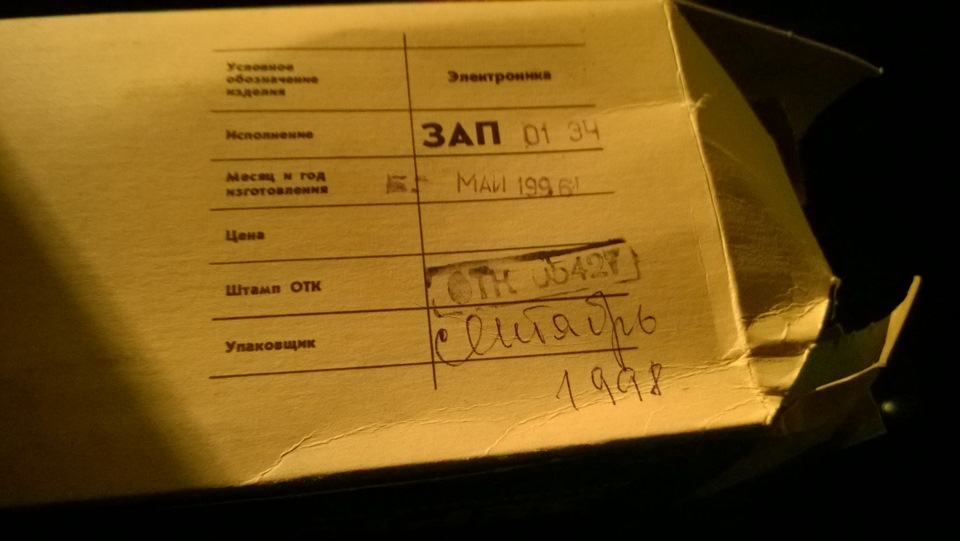 Условное
обозначение
изделия
Электроника
Исполнение
ЗАП 01 34
Месяц и год
изготовления
МАЙ 199
Цена
Штамп ОТК
ОТК 05427
Упаковщик
сентябрь
1998